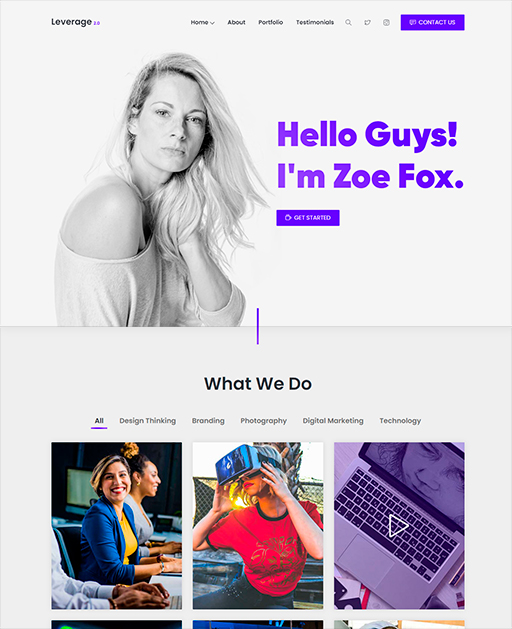 Leverage 2.0
Home About Portfolio Testimonials CONTACT US
Hello Guys!
I'm Zoe Fox.
GET STARTED
What We Do
All Design Thinking Branding Photography Digital Marketing Technology